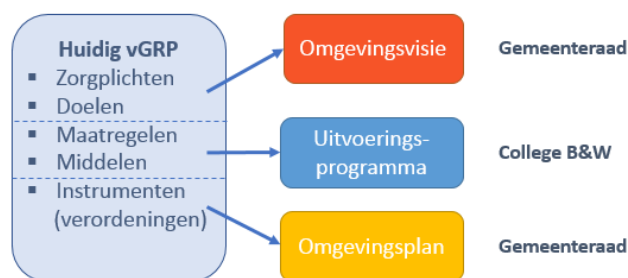 Huidig vGRP
▪ Zorgplichten
▪ Doelen
▪ Maatregelen
▪ Middelen
▪ Instrumenten
(verordeningen)
Omgevingsvisie
Gemeenteraad
Uitvoerings-
programma
College B&W
Omgevingsplan
Gemeenteraad